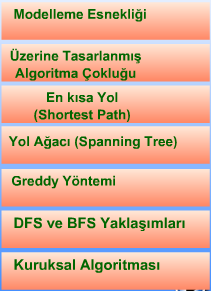 Modelleme Esnekliği
Üzerine Tasarlanmış
Algoritma Çokluğu
En kısa Yol
(Shortest Path)
Yol Ağacı (Spanning Tree)
Greddy Yöntemi
DFS ve BFS Yaklaşımları
Kuruksal Algoritması